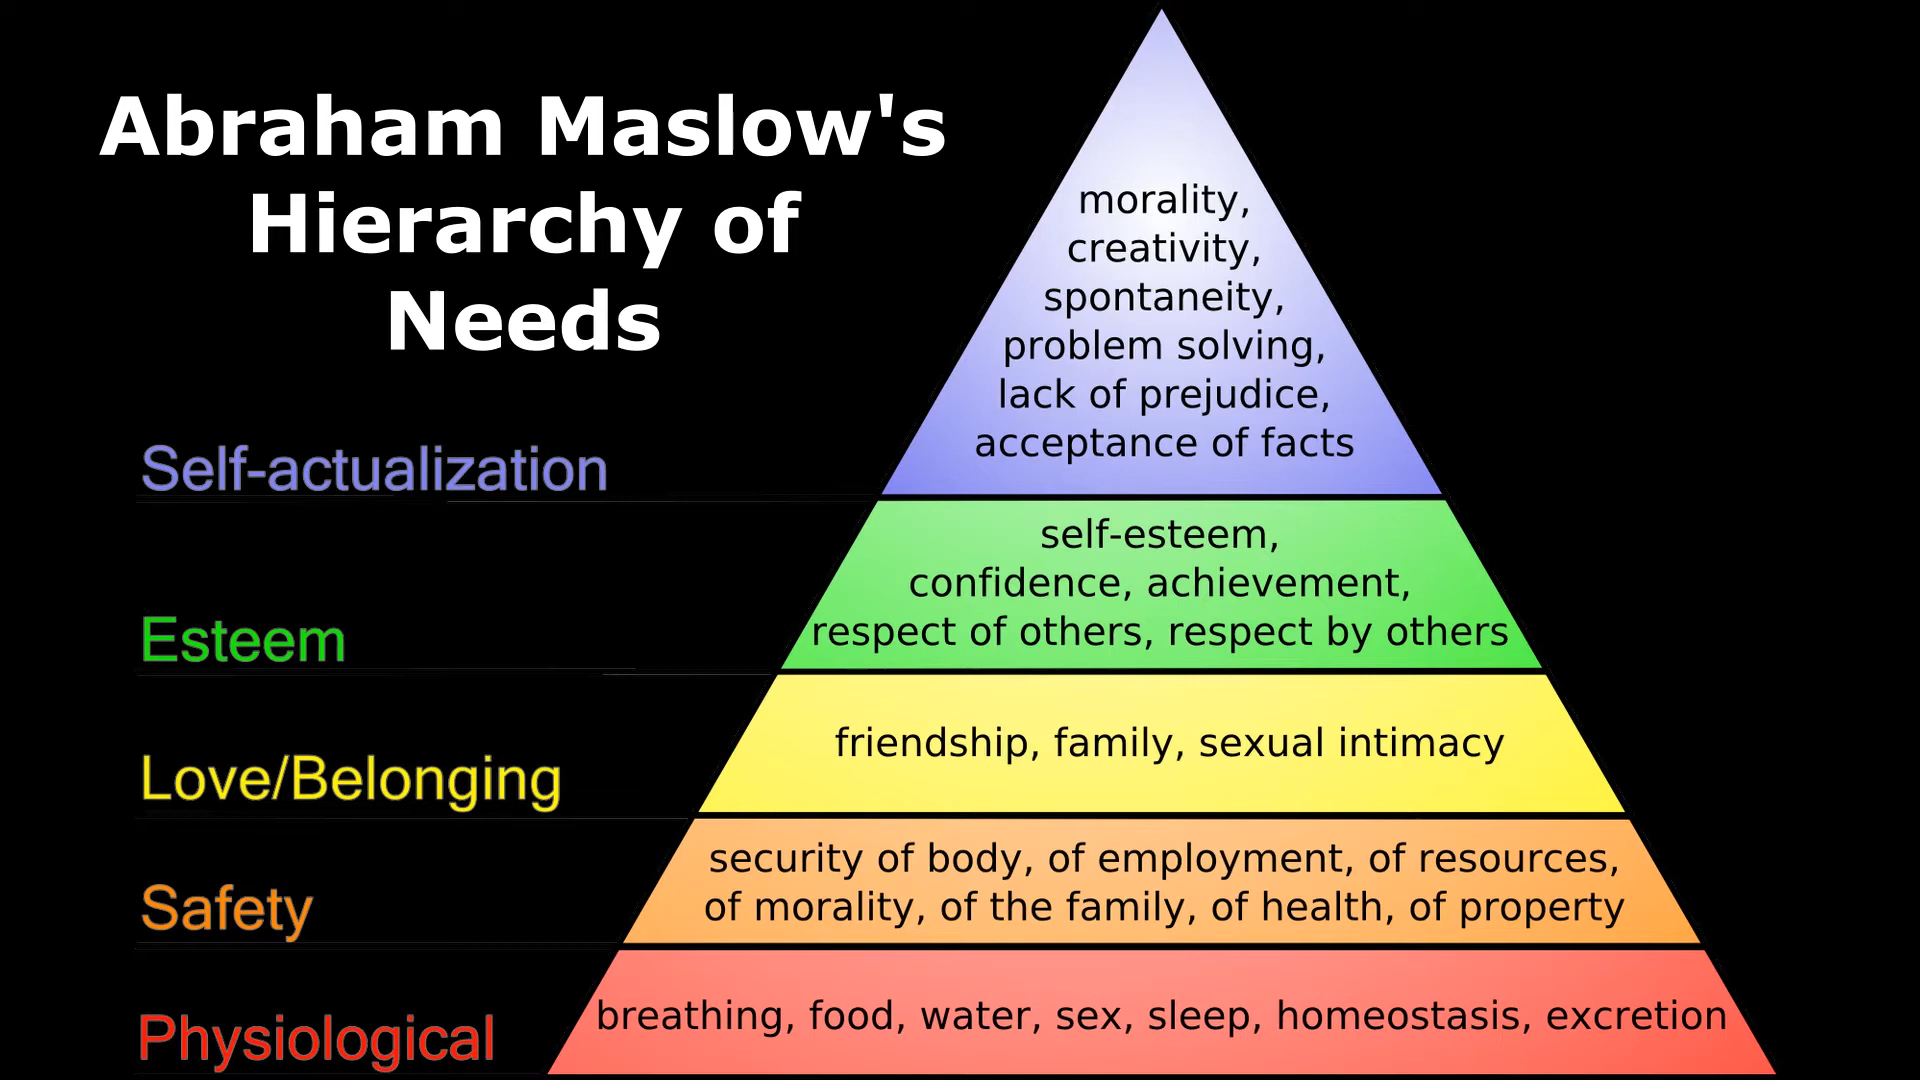 Abraham Maslow's
Hierarchy of
Needs
morality,
creativity,
spontaneity,
problem solving,
lack of prejudice,
acceptance of facts
Self-actualization
self-esteem,
confidence, achievement,
respect of others, respect by others
Esteem
friendship, family, sexual intimacy
Love/Belonging
security of body, of employment, of resources,
of morality, of the family, of health, of property
Safety
breathing, food, water, sex, sleep, homeostasis, excretion
Physiological